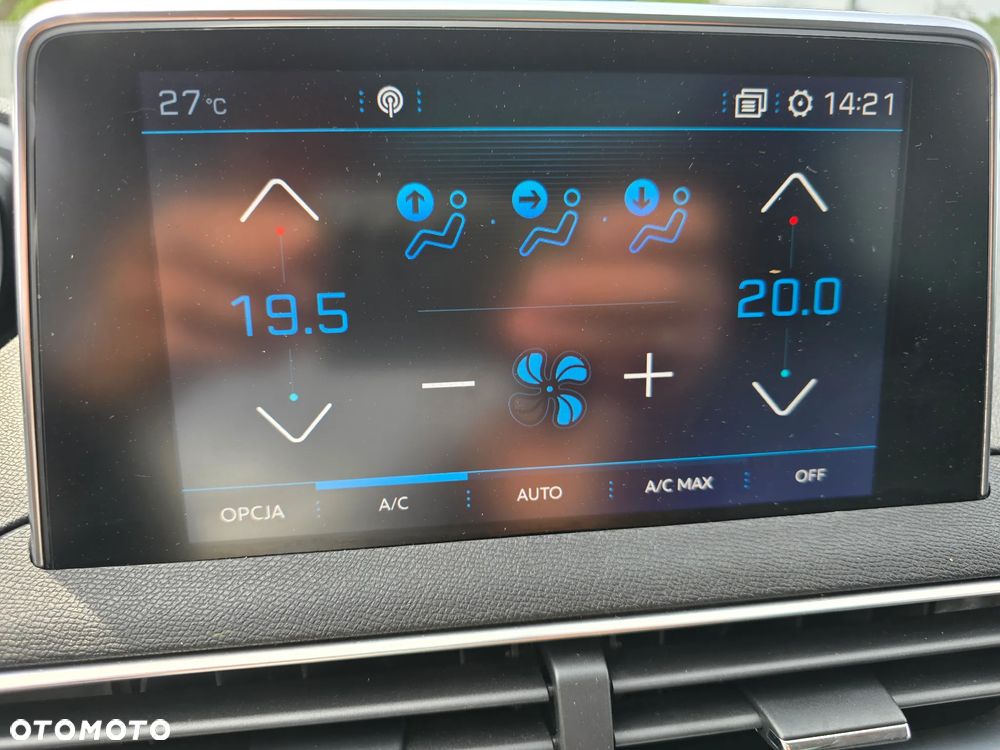 27°C 14:21
19.5 20.0
OPCJA A/C AUTO A/C MAX OFF
OTOMOTO